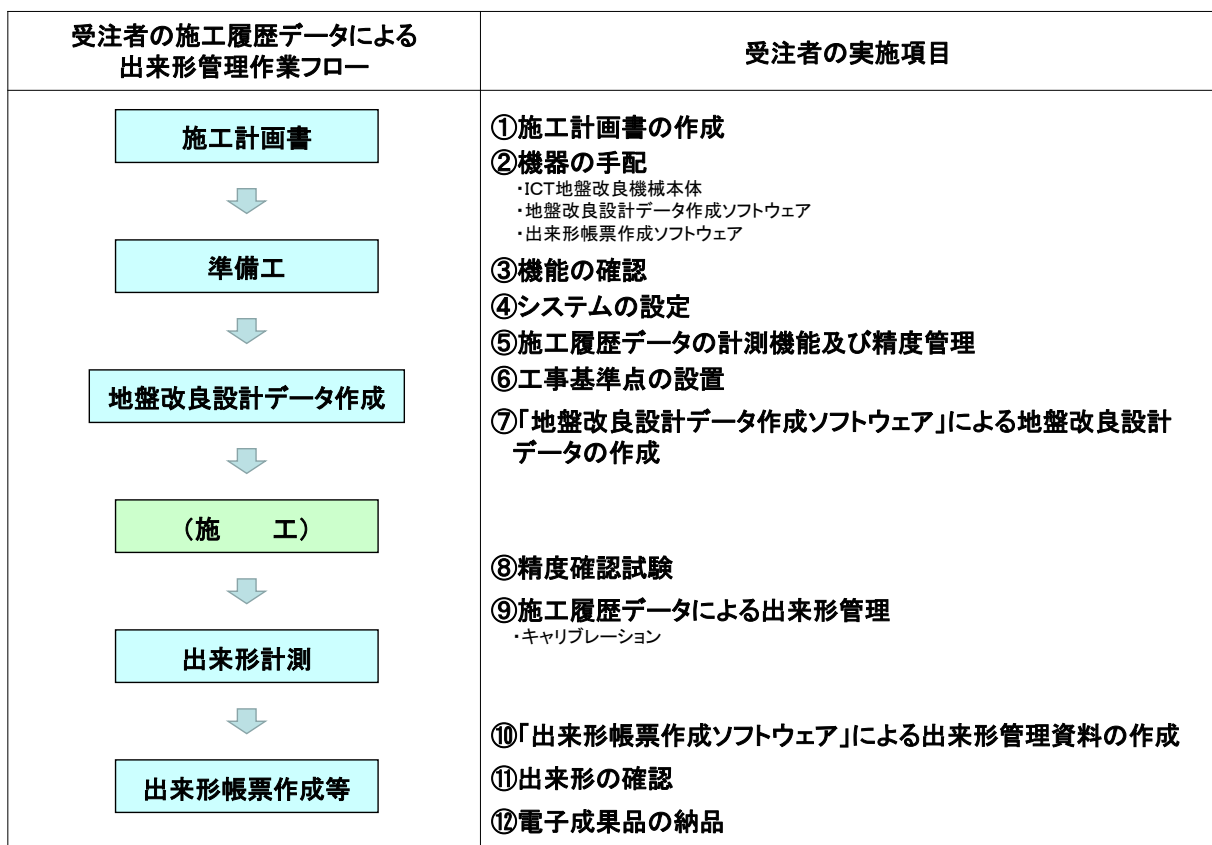 受注者の施工履歴データによる
出来形管理作業フロー
受注者の実施項目
施工計画書
準備工
地盤改良設計データ作成
（施　　工）
出来形計測
出来形帳票作成等
①施工計画書の作成
②機器の手配
・ICT地盤改良機械本体
・地盤改良設計データ作成ソフトウェア
・出来形帳票作成ソフトウェア
③機能の確認
④システムの設定
⑤施工履歴データの計測機能及び精度管理
⑥工事基準点の設置
⑦「地盤改良設計データ作成ソフトウェア」による地盤改良設計
データの作成
⑧精度確認試験
⑨施工履歴データによる出来形管理
・キャリブレーション
⑩「出来形帳票作成ソフトウェア」による出来形管理資料の作成
⑪出来形の確認
⑫電子成果品の納品